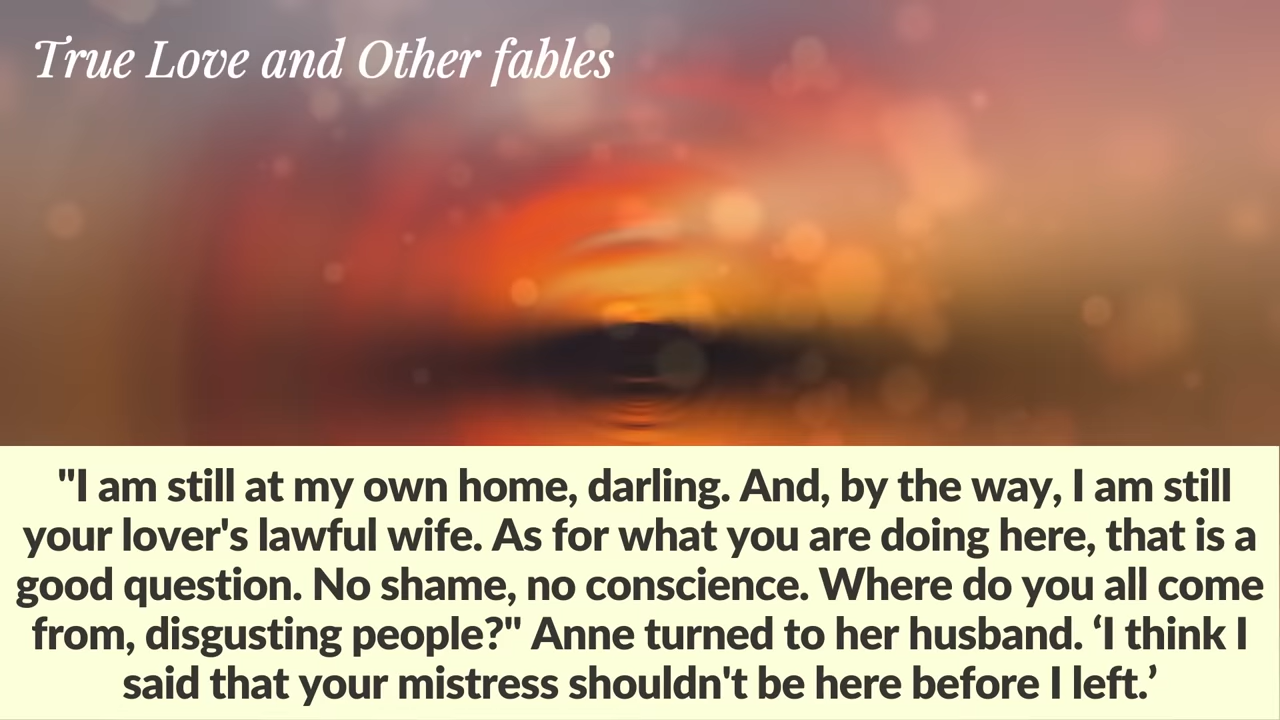 True Love and Other fables
"I am still at my own home, darling. And, by the way, I am still
your lover's lawful wife. As for what you are doing here, that is a
good question. No shame, no conscience. Where do you all come
from, disgusting people?" Anne turned to her husband. ‘I think I
said that your mistress shouldn't be here before I left.’